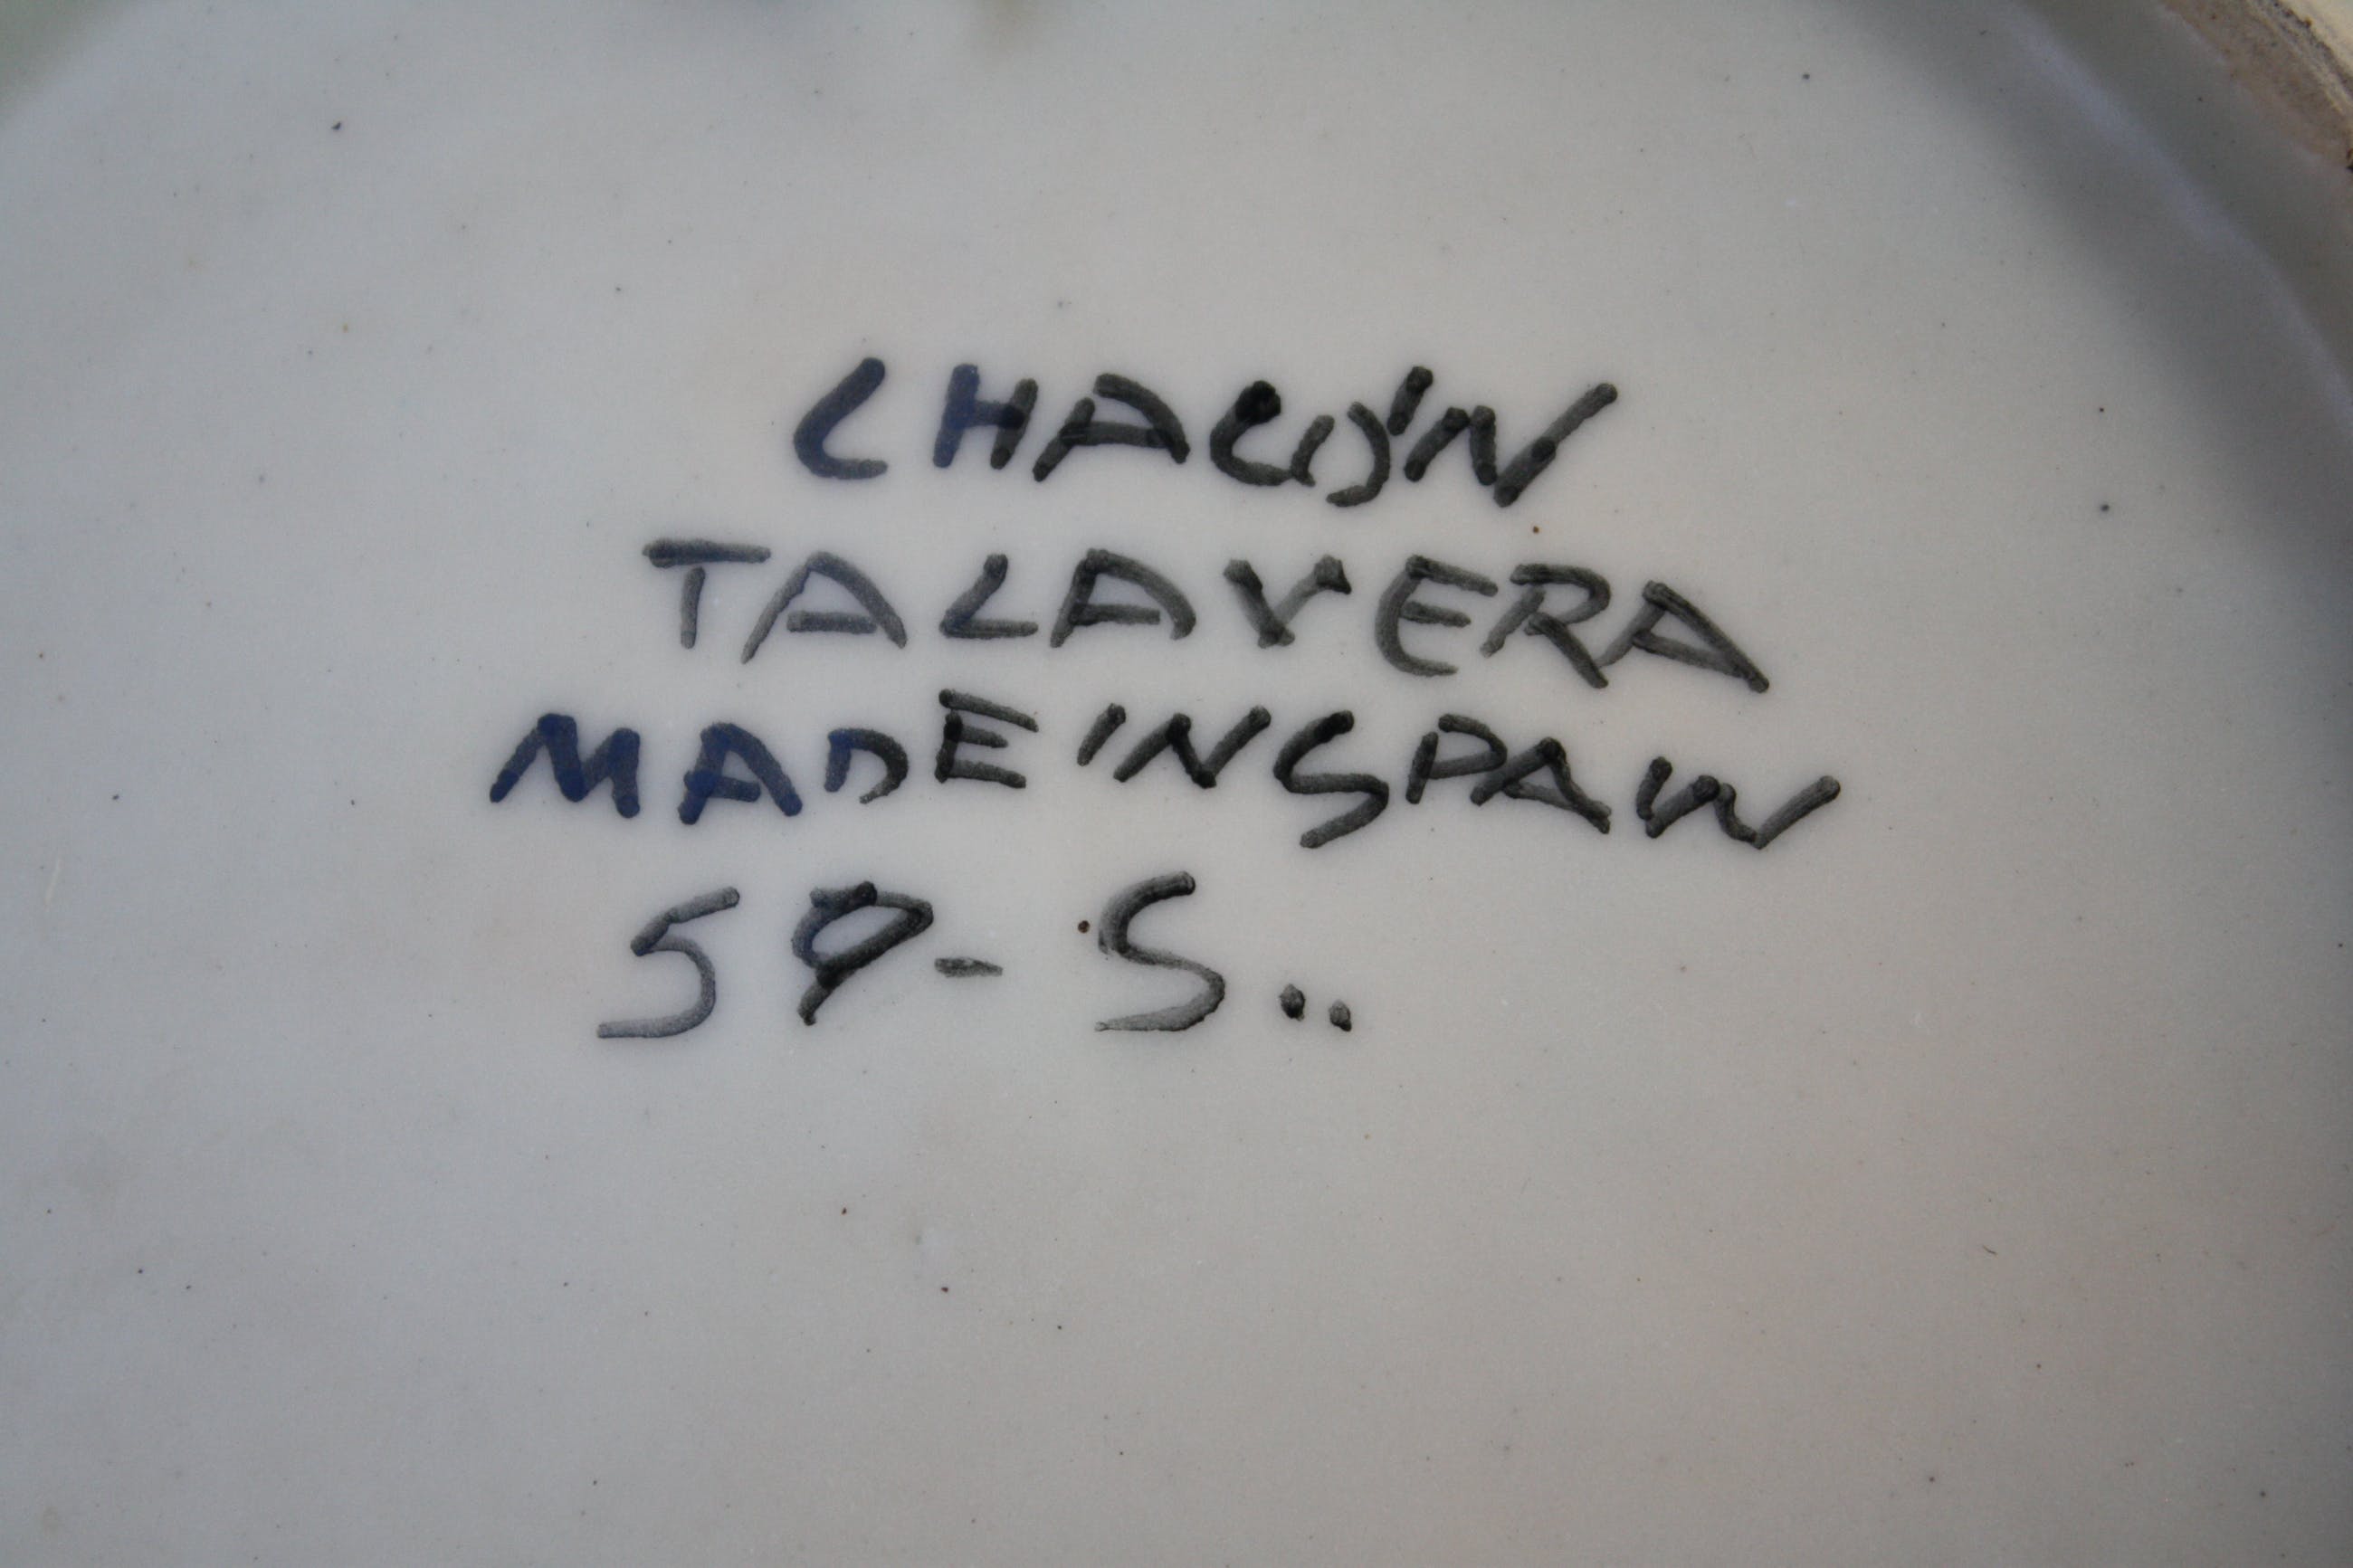 CHACÓN
TALAVERA
MADE IN SPAIN
59-S..